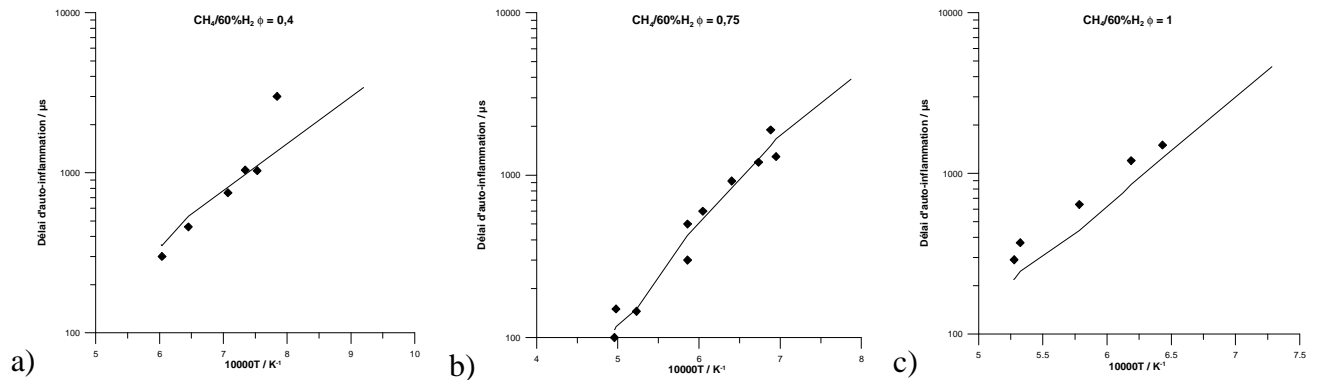 CH₄/60%H₂ ϕ = 0,4
10000
1000
100
Délai d'auto-inflammation / µs
5 6 7 8 9 10
10000T / K⁻¹
a)
CH₄/60%H₂ ϕ = 0,75
10000
1000
100
Délai d'auto-inflammation / µs
4 5 6 7 8
10000T / K⁻¹
b)
CH₄/60%H₂ ϕ = 1
10000
1000
100
Délai d'auto-inflammation / µs
5 5.5 6 6.5 7 7.5
10000T / K⁻¹
c)